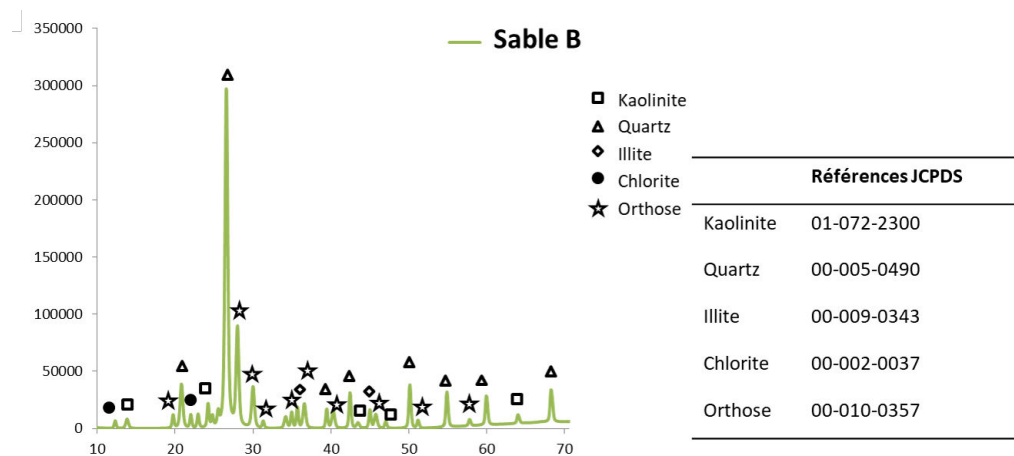 350000
300000
250000
200000
150000
100000
50000
0
10 20 30 40 50 60 70
Sable B
Kaolinite
Quartz
Illite
Chlorite
Orthose
Références JCPDS
Kaolinite 01-072-2300
Quartz 00-005-0490
Illite 00-009-0343
Chlorite 00-002-0037
Orthose 00-010-0357